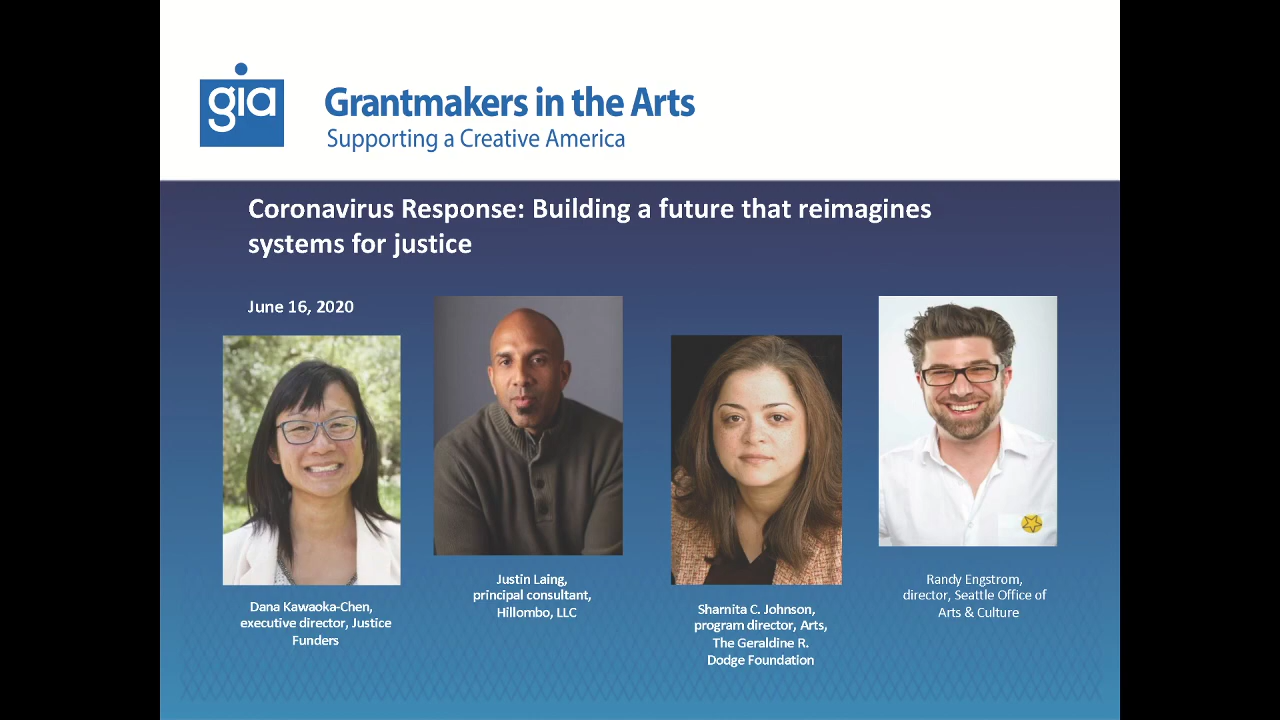 gia
Grantmakers in the Arts
Supporting a Creative America
Coronavirus Response: Building a future that reimagines
systems for justice
June 16, 2020
Dana Kawaoka-Chen,
executive director, Justice
Funders
Justin Laing,
principal consultant,
Hillombo, LLC
Sharnita C. Johnson,
program director, Arts,
The Geraldine R.
Dodge Foundation
Randy Engstrom,
director, Seattle Office of
Arts & Culture